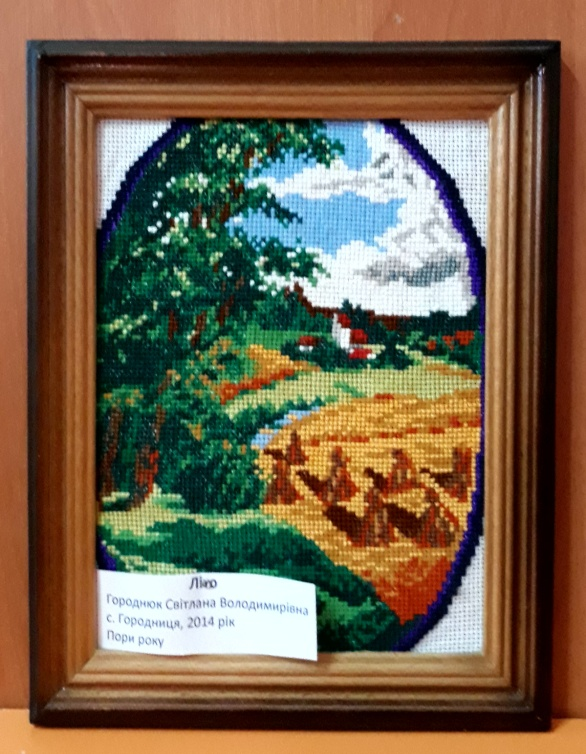 Літо
Городнюк Світлана Володимирівна
с. Городниця, 2014 рік
Пори року